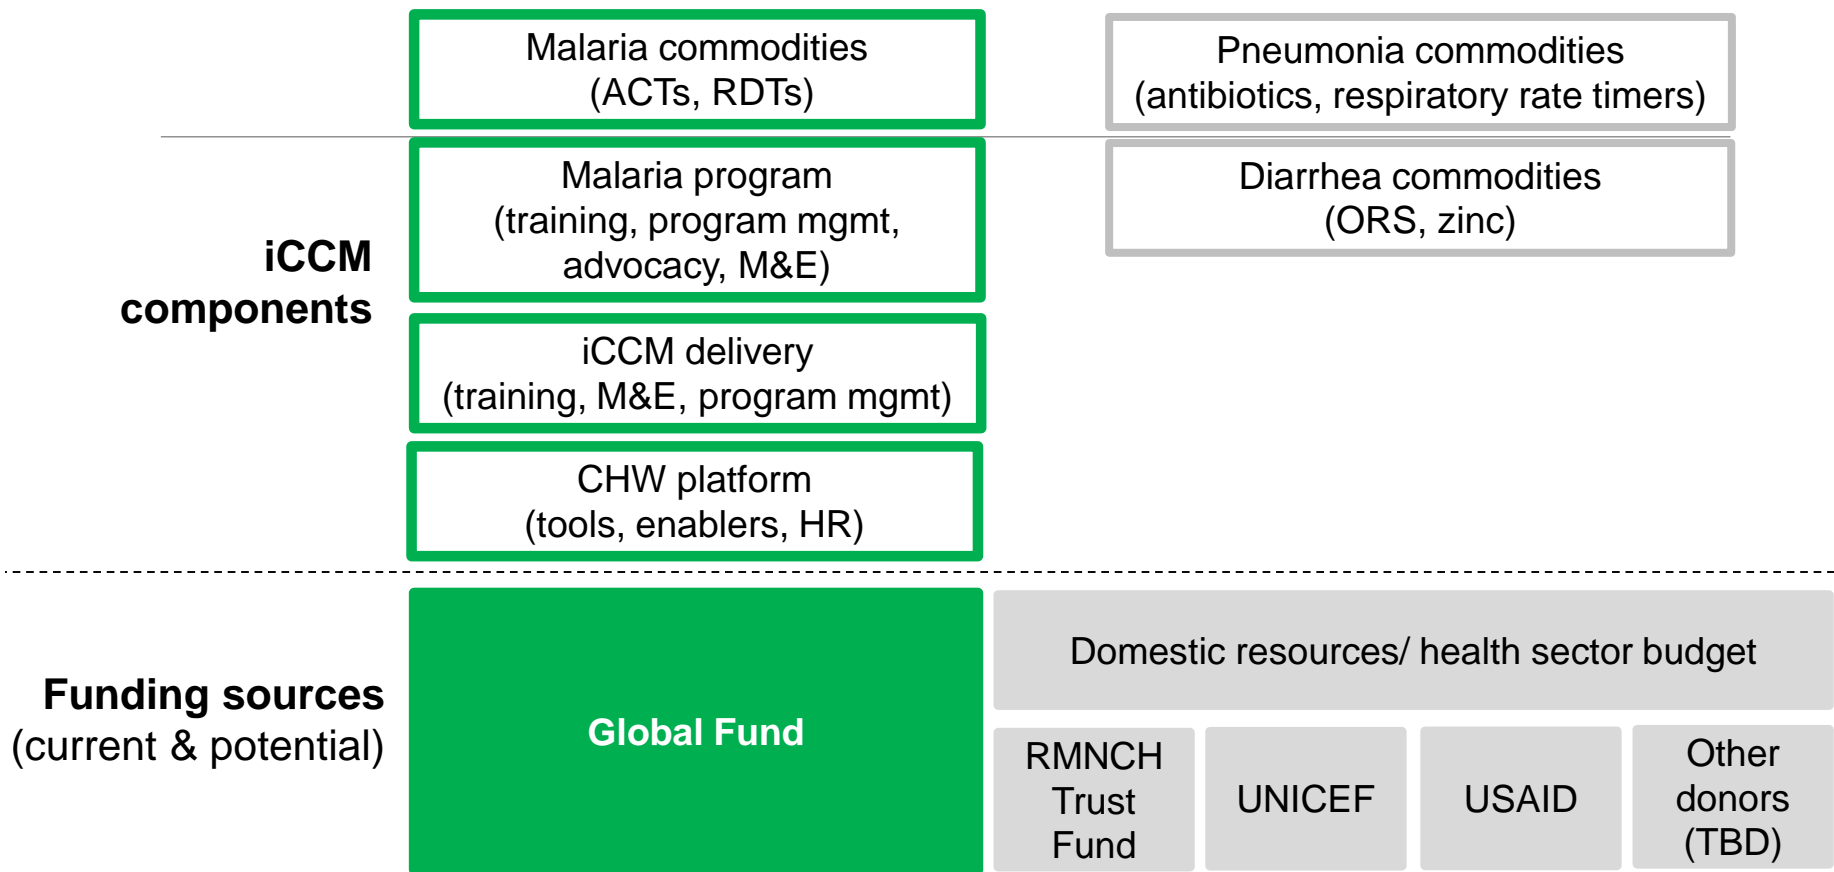 Malaria commodities
(ACTs, RDTs)
Pneumonia commodities
(antibiotics, respiratory rate timers)
iCCM
components
Malaria program
(training, program mgmt,
advocacy, M&E)
Diarrhea commodities
(ORS, zinc)
iCCM delivery
(training, M&E, program mgmt)
CHW platform
(tools, enablers, HR)
Funding sources
(current & potential)
Global Fund
Domestic resources/ health sector budget
RMNCH
Trust
Fund
UNICEF
USAID
Other
donors
(TBD)